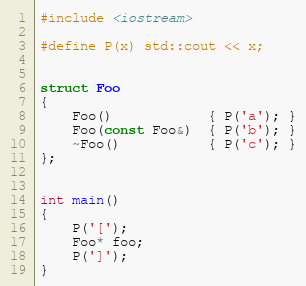 1 #include <iostream>
2
3 #define P(x) std::cout << x;
4
5
6 struct Foo
7 {
8     Foo()            { P('a'); }
9     Foo(const Foo&)  { P('b'); }
10     ~Foo()           { P('c'); }
11 };
12
13
14 int main()
15 {
16     P('[');
17     Foo* foo;
18     P(']');
19 }